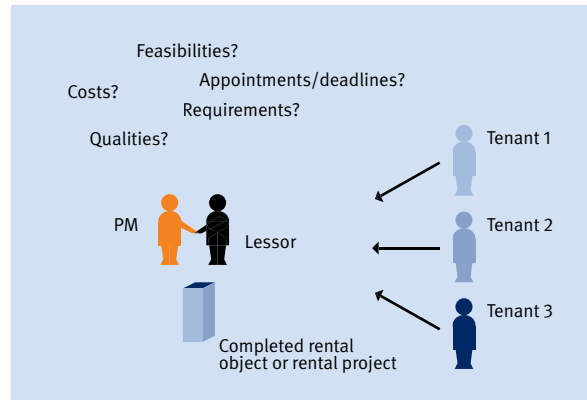 Feasibilities?
Appointments/deadlines?
Costs?
Requirements?
Qualities?
Tenant 1
PM
Lessor
Tenant 2
Tenant 3
Completed rental
object or rental project